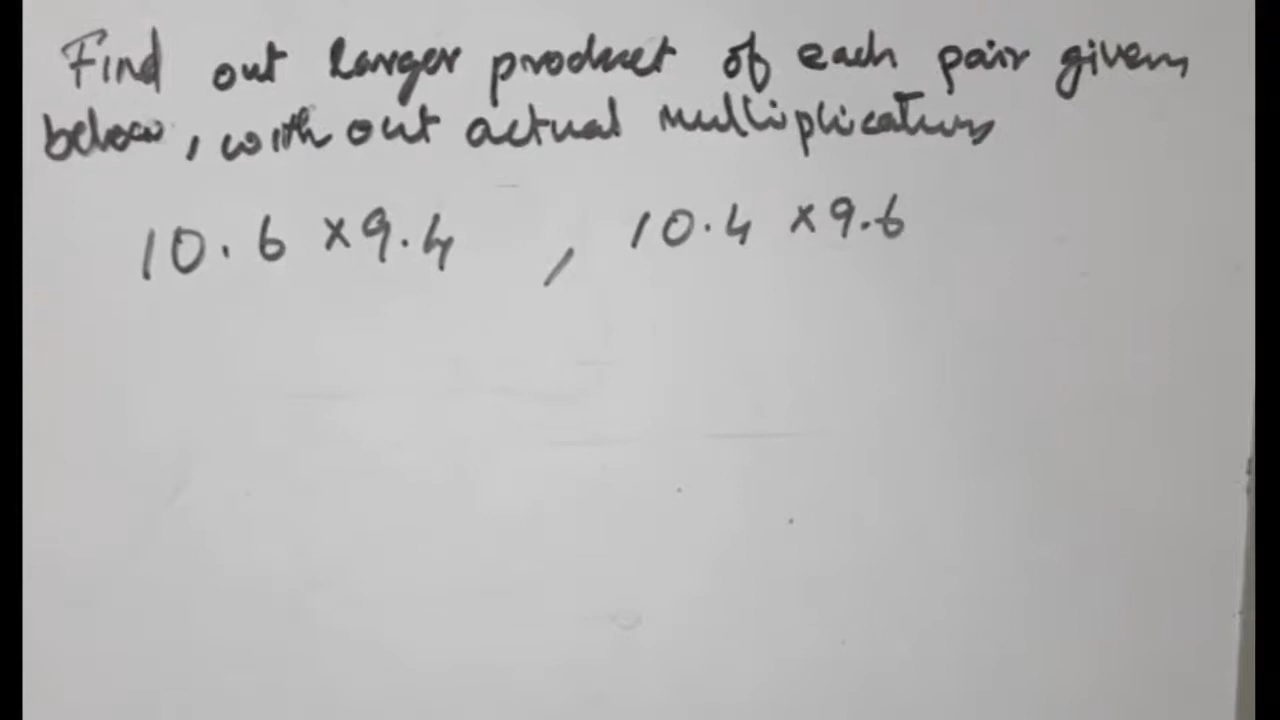 Find out larger product of each pair given
below, with out actual multiplication
10.6 × 9.4 , 10.4 × 9.6